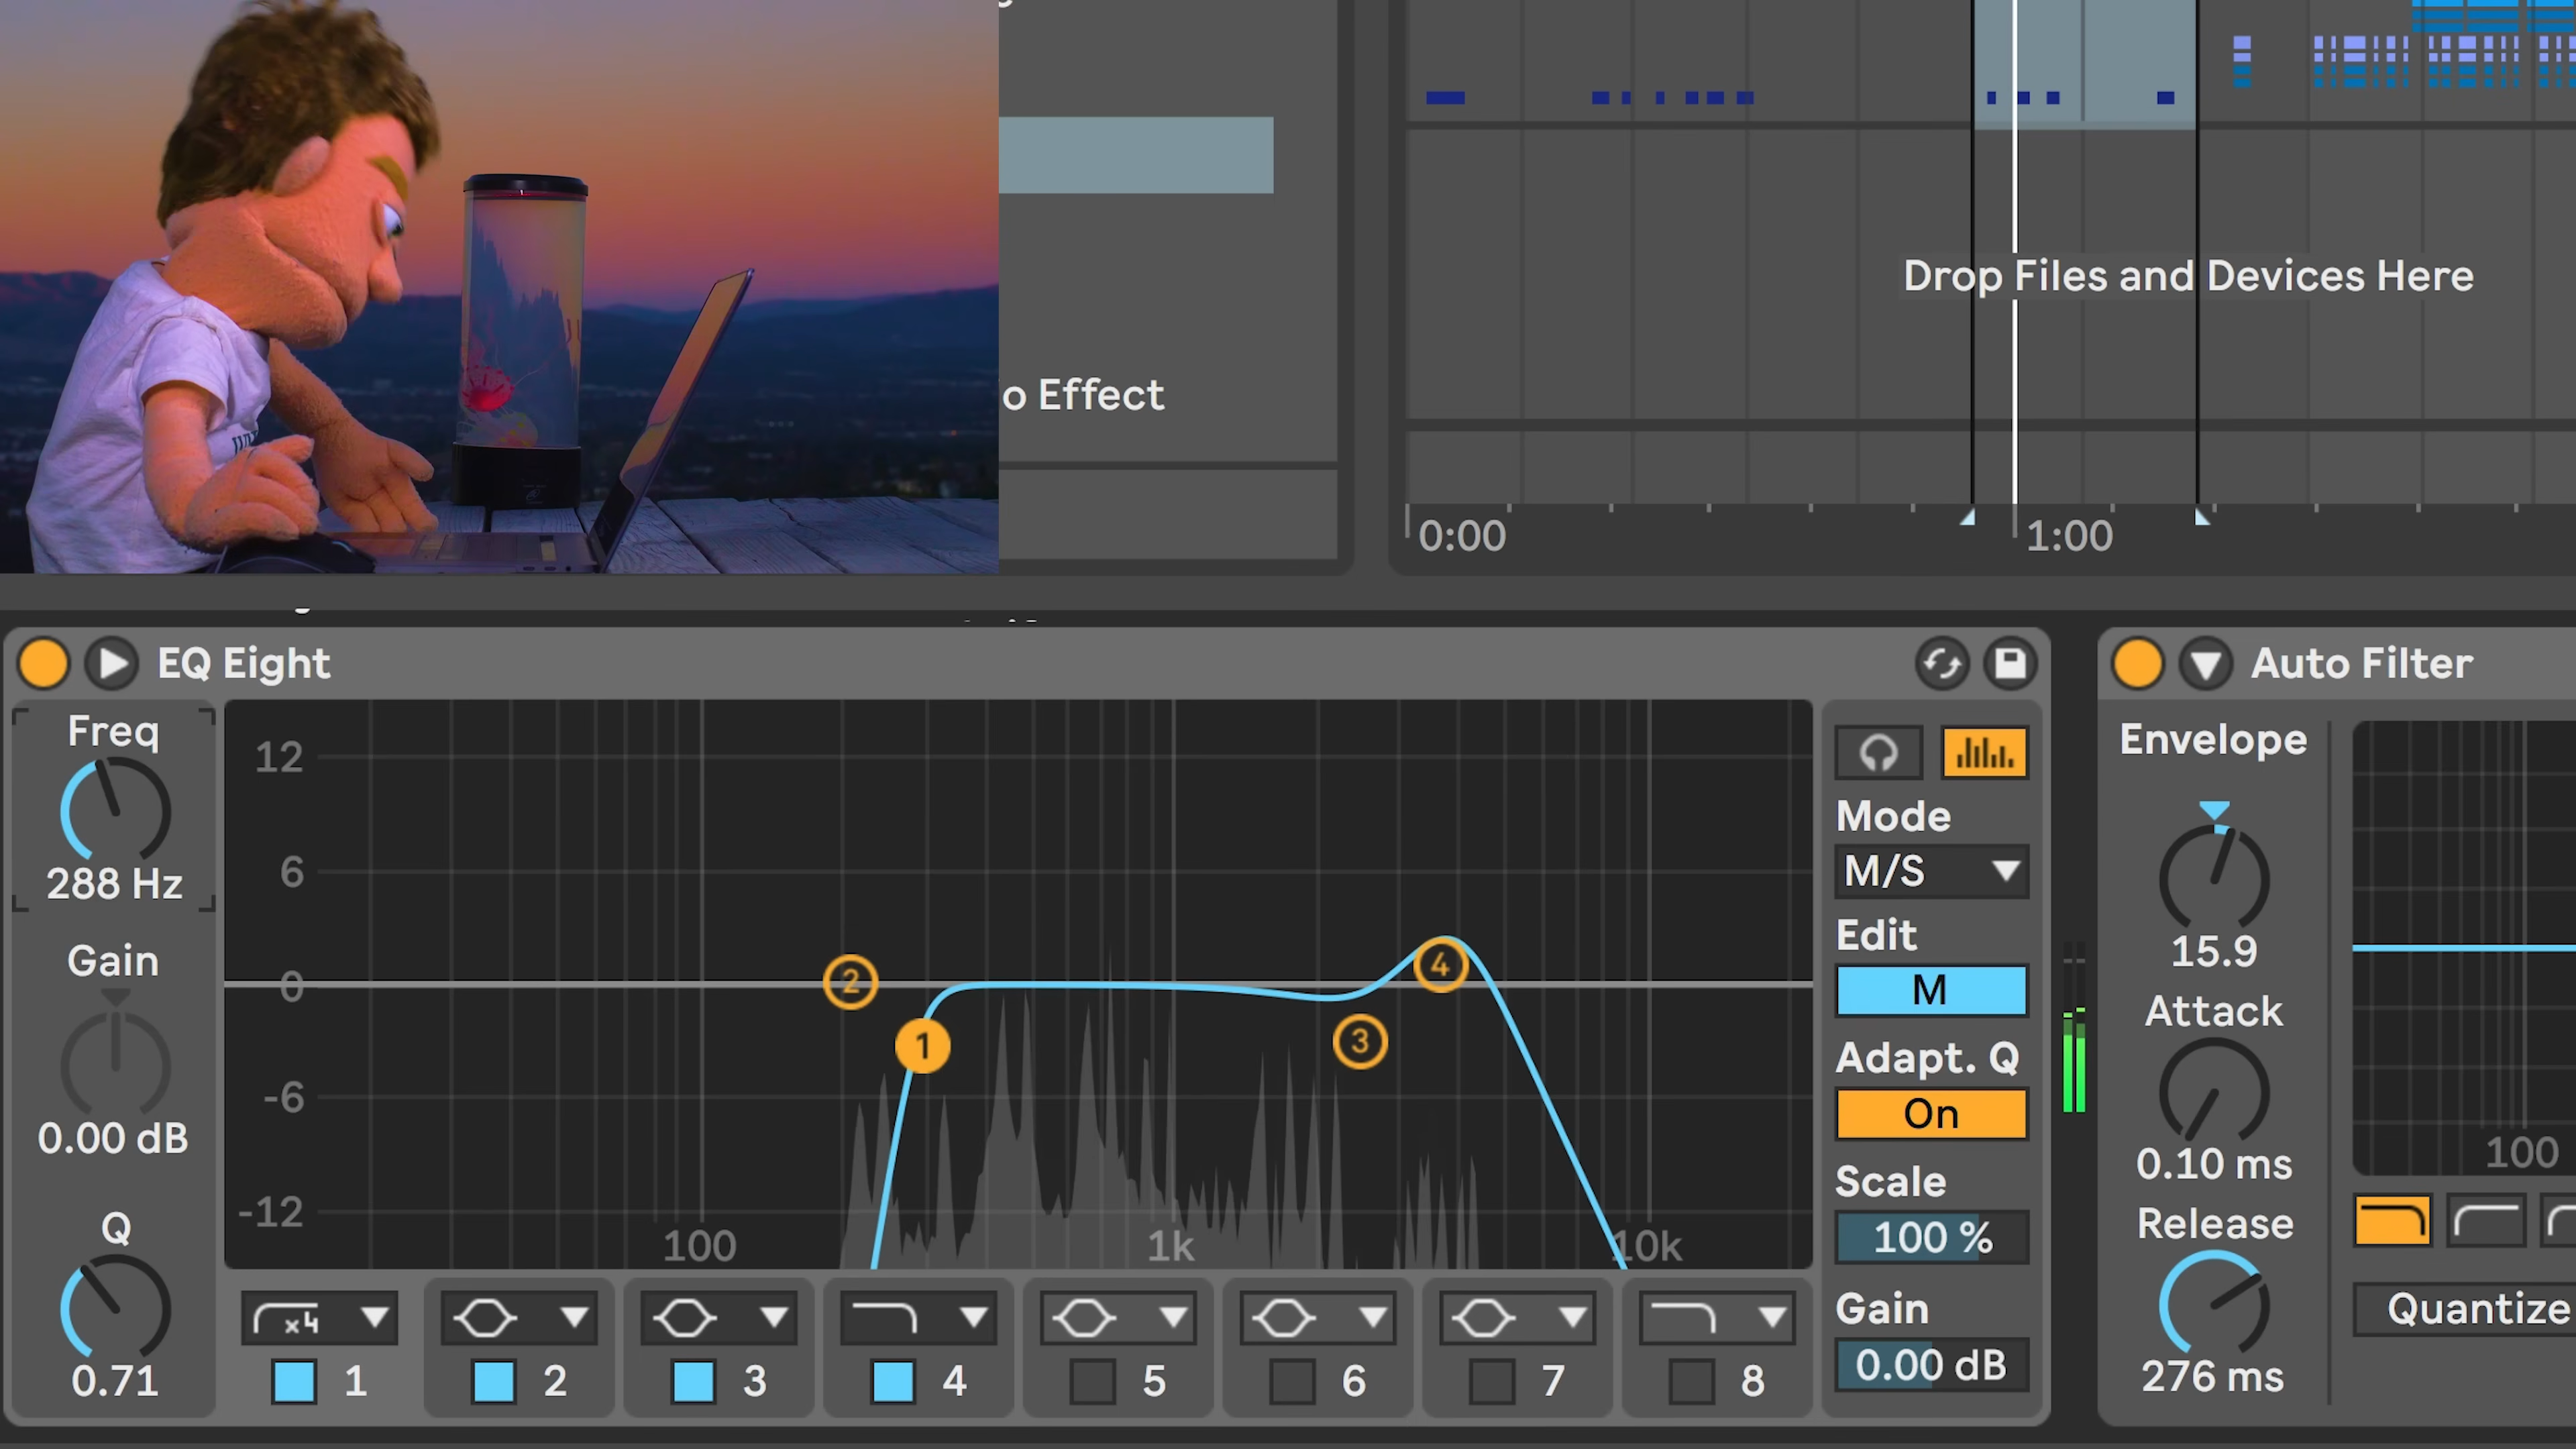 o Effect
Drop Files and Devices Here
0:00
1:00
EQ Eight
Auto Filter
Freq
288 Hz
Gain
0.00 dB
Q
0.71
12
6
0
-6
-12
100
1k
10k
2
1
3
4
x4
1
2
3
4
5
6
7
8
Mode
M/S
Edit
M
Adapt. Q
On
Scale
100 %
Gain
0.00 dB
Envelope
15.9
Attack
0.10 ms
Release
276 ms
100
Quantize